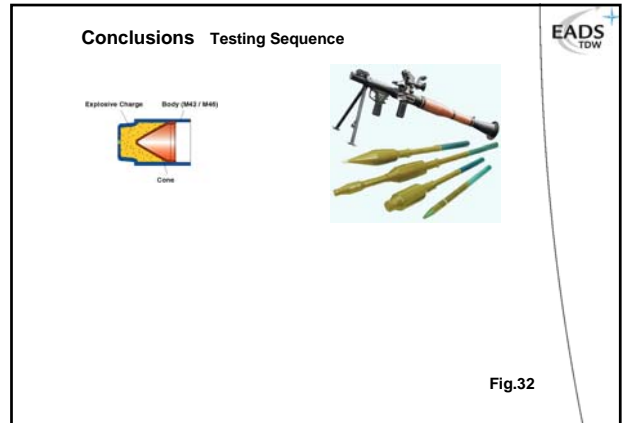 Conclusions Testing Sequence
EADS
TDW
Explosive Charge Body (M42 / M46)
Cone
Fig.32